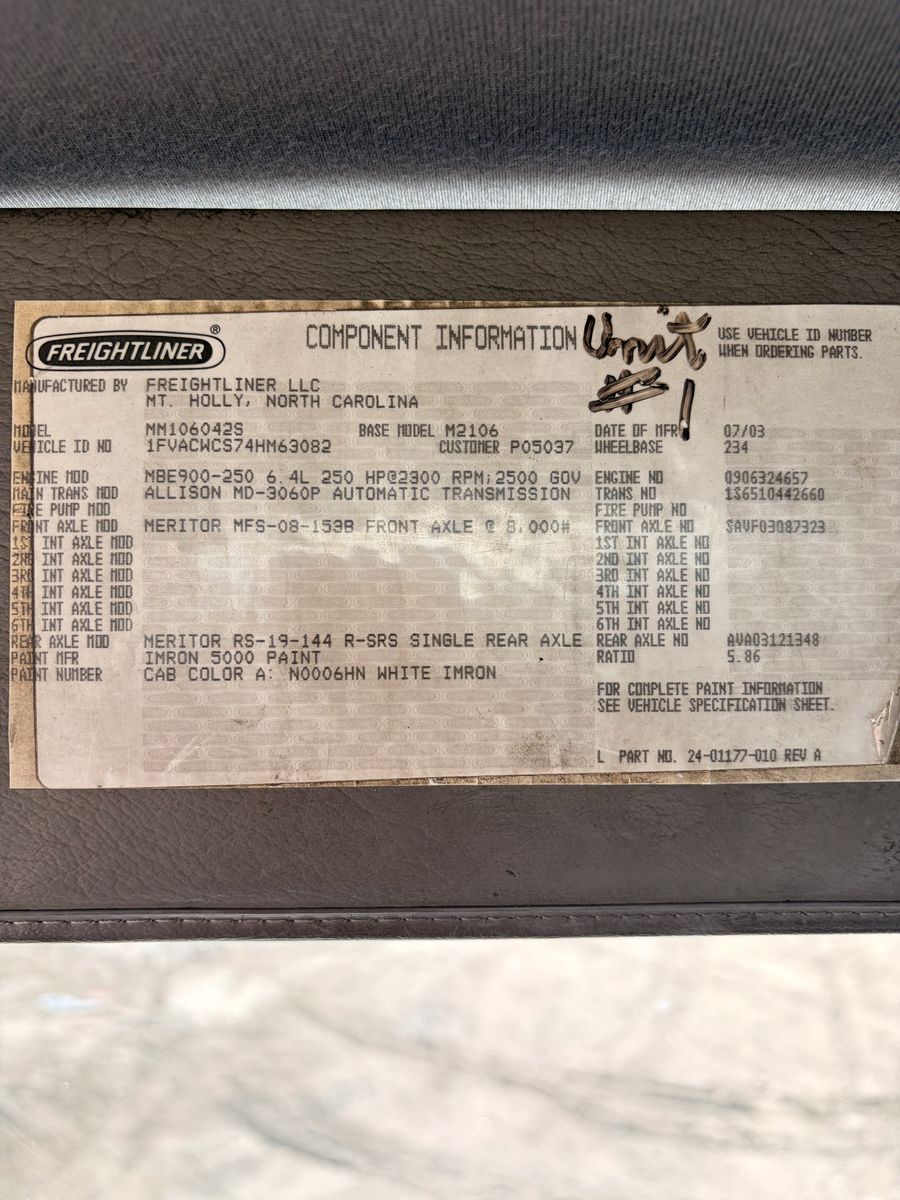 FREIGHTLINER®
COMPONENT INFORMATION
Unit
#1
USE VEHICLE ID NUMBER
WHEN ORDERING PARTS.
MANUFACTURED BY FREIGHTLINER LLC
MT. HOLLY, NORTH CAROLINA
MODEL MM106042S BASE MODEL M2106 DATE OF MFR 07/03
VEHICLE ID NO 1FVACWCS74HM63082 CUSTOMER P05037 WHEELBASE 234
ENGINE MOD MBE900-250 6.4L 250 HP@2300 RPM;2500 GOV ENGINE NO 0906324657
MAIN TRANS MOD ALLISON MD-3060P AUTOMATIC TRANSMISSION TRANS NO 1S6510442660
FIRE PUMP MOD FIRE PUMP NO
FRONT AXLE MOD MERITOR MFS-08-153B FRONT AXLE @ 8,000# FRONT AXLE NO SAVF03087323
1ST INT AXLE MOD 1ST INT AXLE NO
2ND INT AXLE MOD 2ND INT AXLE NO
3RD INT AXLE MOD 3RD INT AXLE NO
4TH INT AXLE MOD 4TH INT AXLE NO
5TH INT AXLE MOD 5TH INT AXLE NO
6TH INT AXLE MOD 6TH INT AXLE NO
REAR AXLE MOD MERITOR RS-19-144 R-SRS SINGLE REAR AXLE REAR AXLE NO AVA03121348
PAINT MFR IMRON 5000 PAINT RATIO 5.86
PAINT NUMBER CAB COLOR A: N0006HN WHITE IMRON
FOR COMPLETE PAINT INFORMATION
SEE VEHICLE SPECIFICATION SHEET.
L PART NO. 24-01177-010 REV A